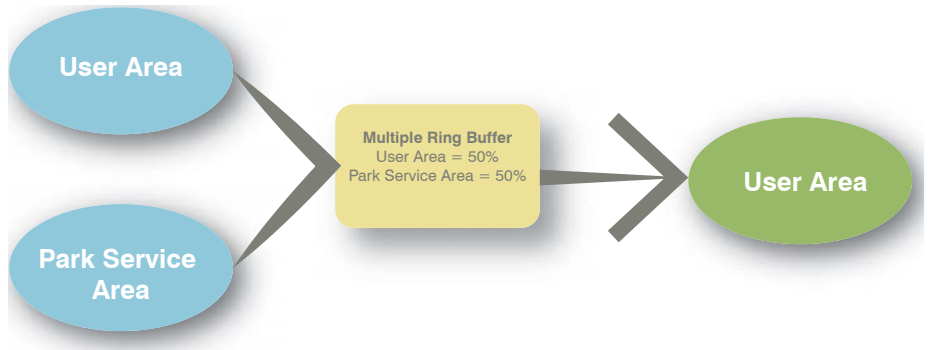 User Area
Multiple Ring Buffer
User Area = 50%
Park Service Area = 50%
User Area
Park Service
Area